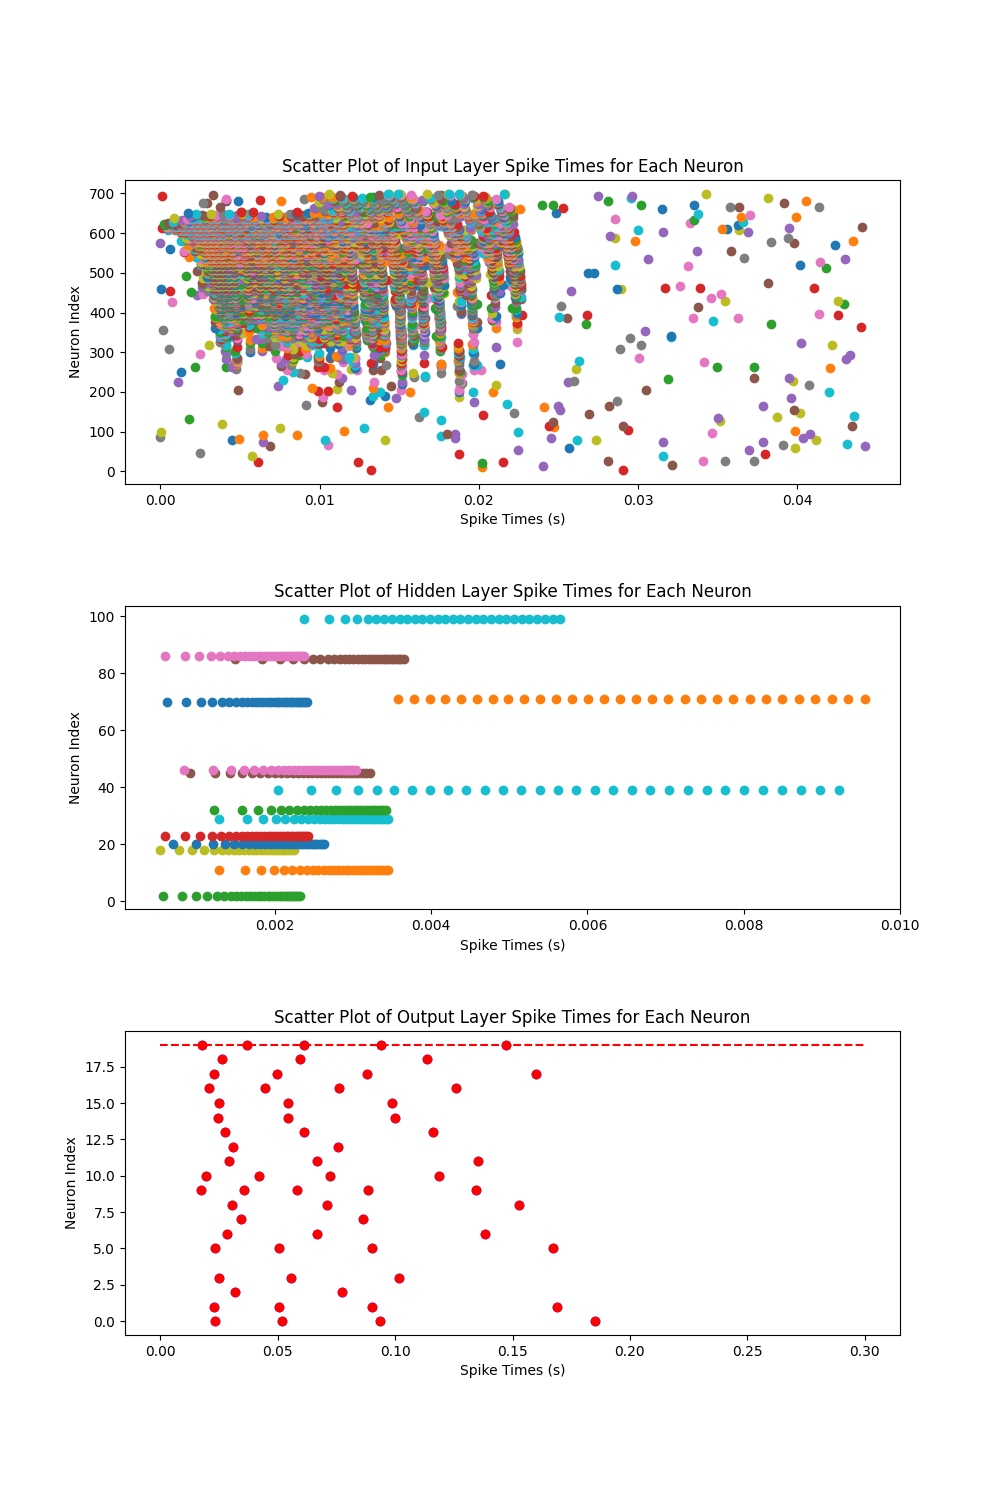 Scatter Plot of Input Layer Spike Times for Each Neuron
700
600
500
400
300
200
100
0
Neuron Index
0.00 0.01 0.02 0.03 0.04
Spike Times (s)
Scatter Plot of Hidden Layer Spike Times for Each Neuron
100
80
60
40
20
0
Neuron Index
0.002 0.004 0.006 0.008 0.010
Spike Times (s)
Scatter Plot of Output Layer Spike Times for Each Neuron
17.5
15.0
12.5
10.0
7.5
5.0
2.5
0.0
Neuron Index
0.00 0.05 0.10 0.15 0.20 0.25 0.30
Spike Times (s)